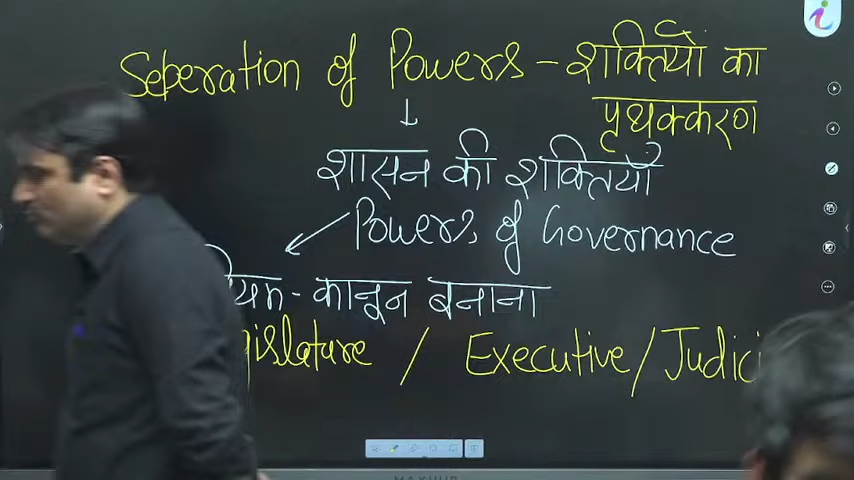 Seperation of Powers - शक्तियों का
पृथक्करण
↓
शासन की शक्तियाँ
Powers of Governance
कानून बनाना
/ Executive /